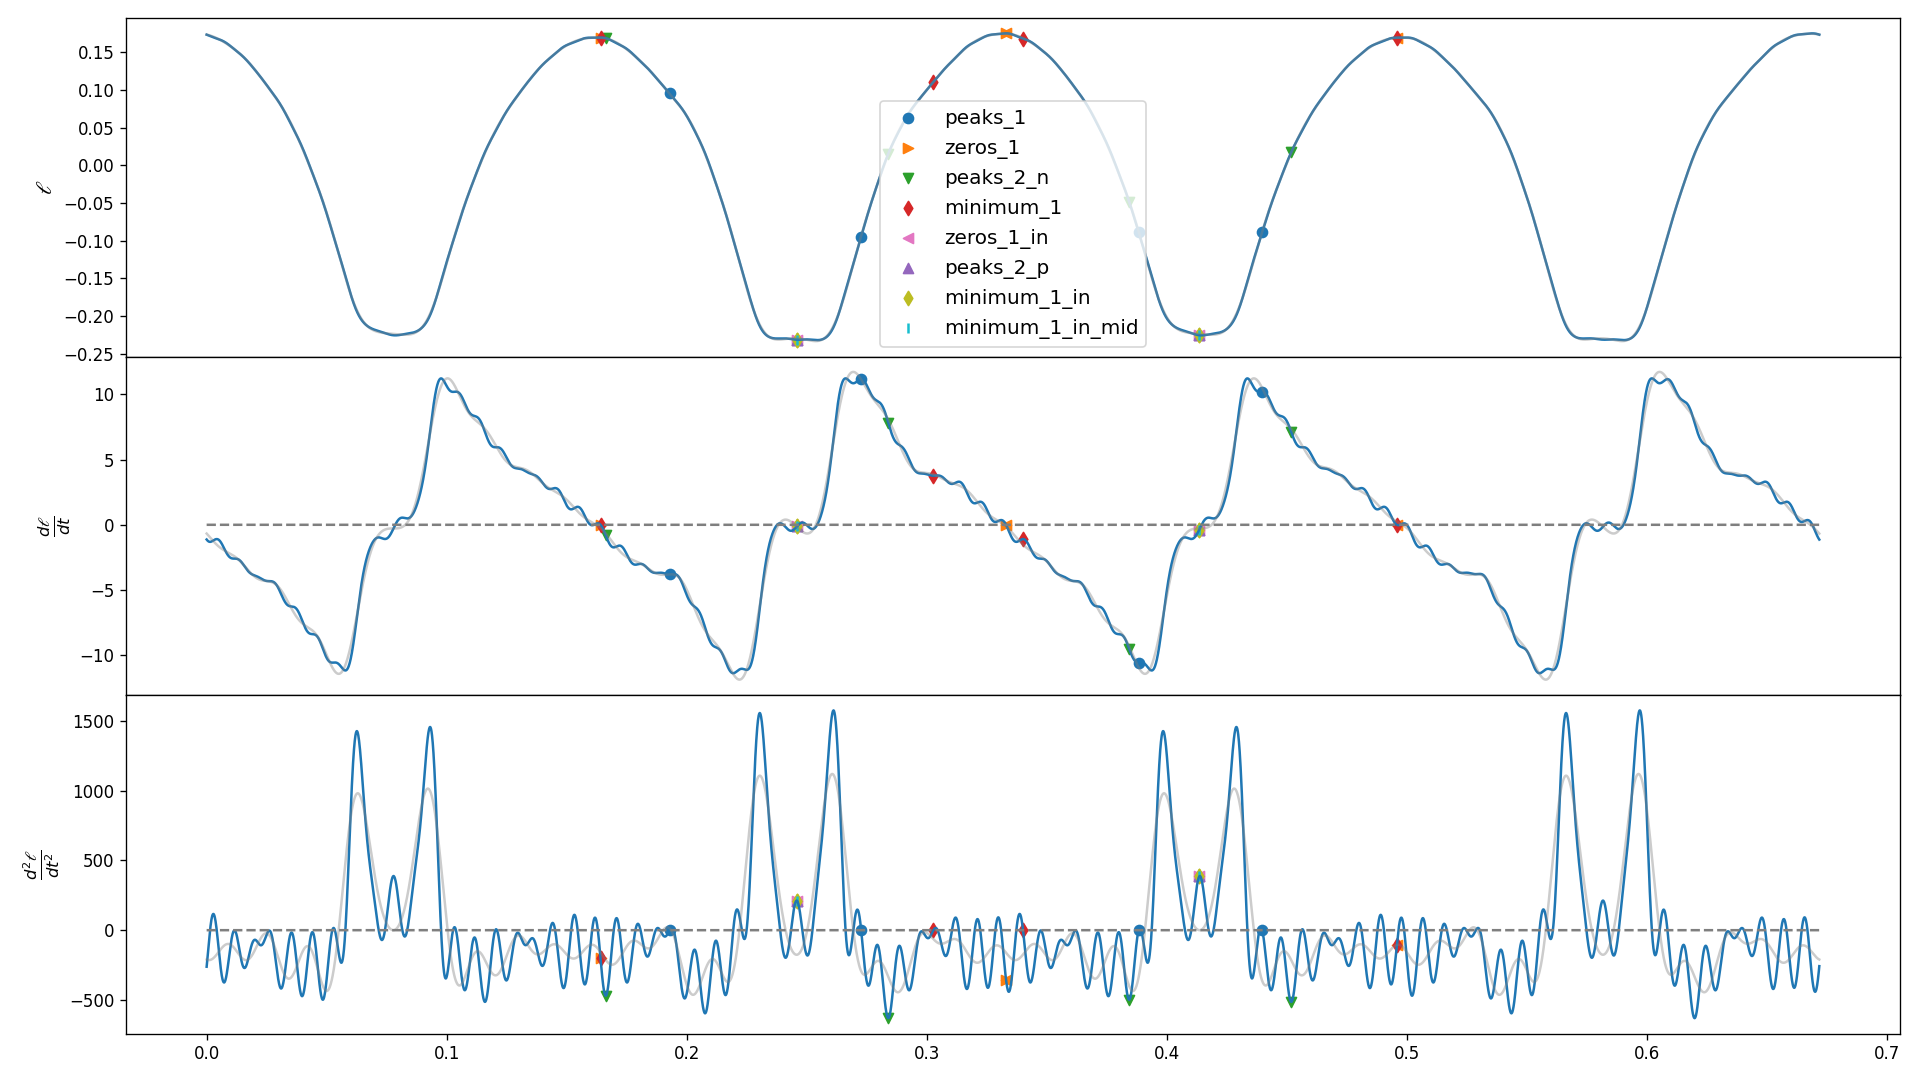 0.15
0.10
0.05
0.00
−0.05
−0.10
−0.15
−0.20
−0.25
ℓ
peaks_1
zeros_1
peaks_2_n
minimum_1
zeros_1_in
peaks_2_p
minimum_1_in
minimum_1_in_mid
10
5
0
−5
−10
dℓ/dt
1500
1000
500
0
−500
d²ℓ/dt²
0.0 0.1 0.2 0.3 0.4 0.5 0.6 0.7